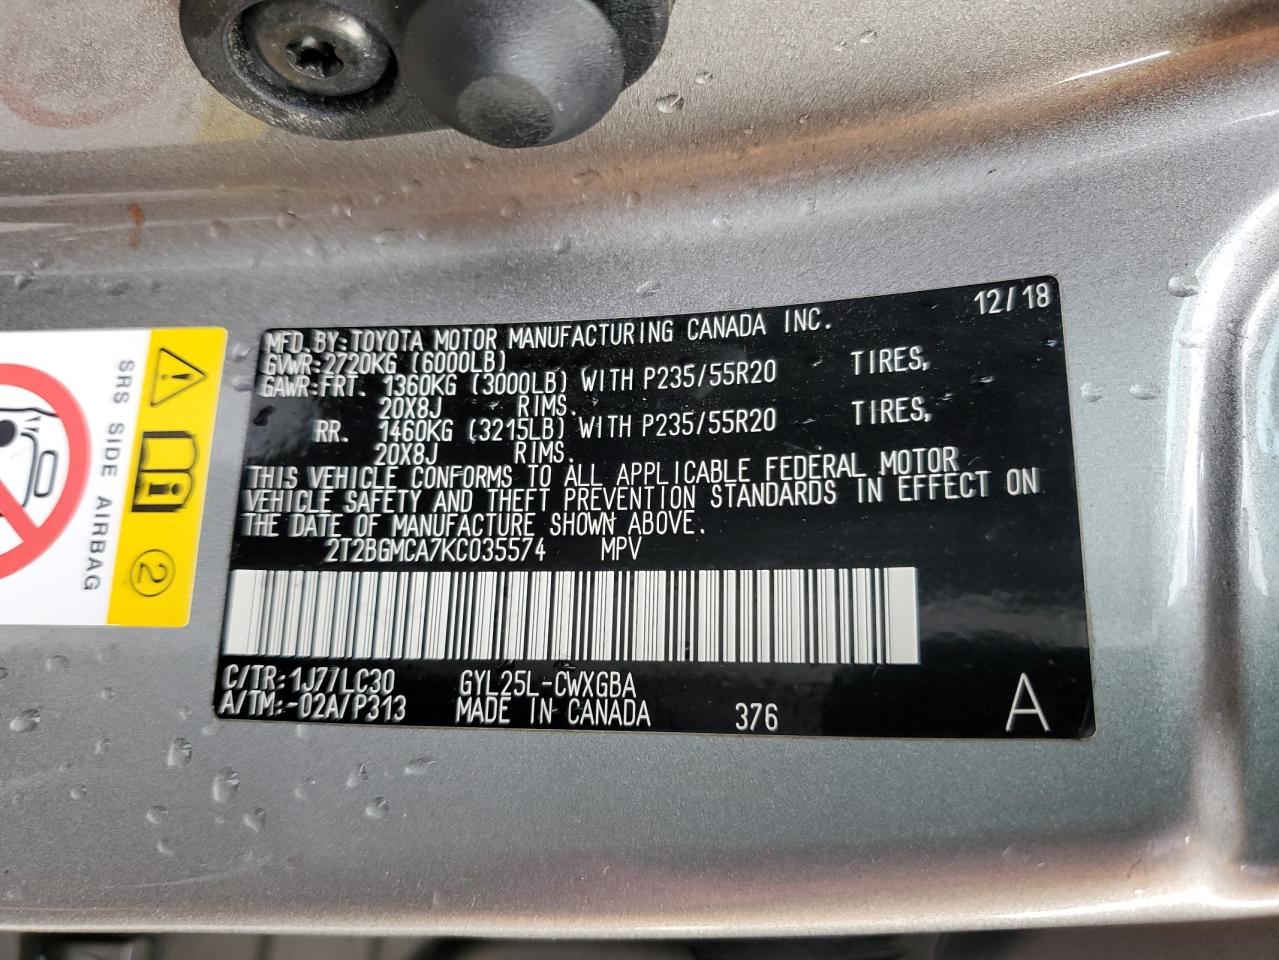 12/18
MFD. BY: TOYOTA MOTOR MANUFACTURING CANADA INC.
GVWR: 2720KG (6000LB)
GAWR: FRT. 1360KG (3000LB) WITH P235/55R20 TIRES,
20X8J RIMS.
RR. 1460KG (3215LB) WITH P235/55R20 TIRES,
20X8J RIMS.
THIS VEHICLE CONFORMS TO ALL APPLICABLE FEDERAL MOTOR
VEHICLE SAFETY AND THEFT PREVENTION STANDARDS IN EFFECT ON
THE DATE OF MANUFACTURE SHOWN ABOVE.
2T2BGMCA7KC035574 MPV
C/TR: 1J77LC30 GYL25L-CWXGBA
A/TM: -02A/P313 MADE IN CANADA 376 A
SRS SIDE AIRBAG
2